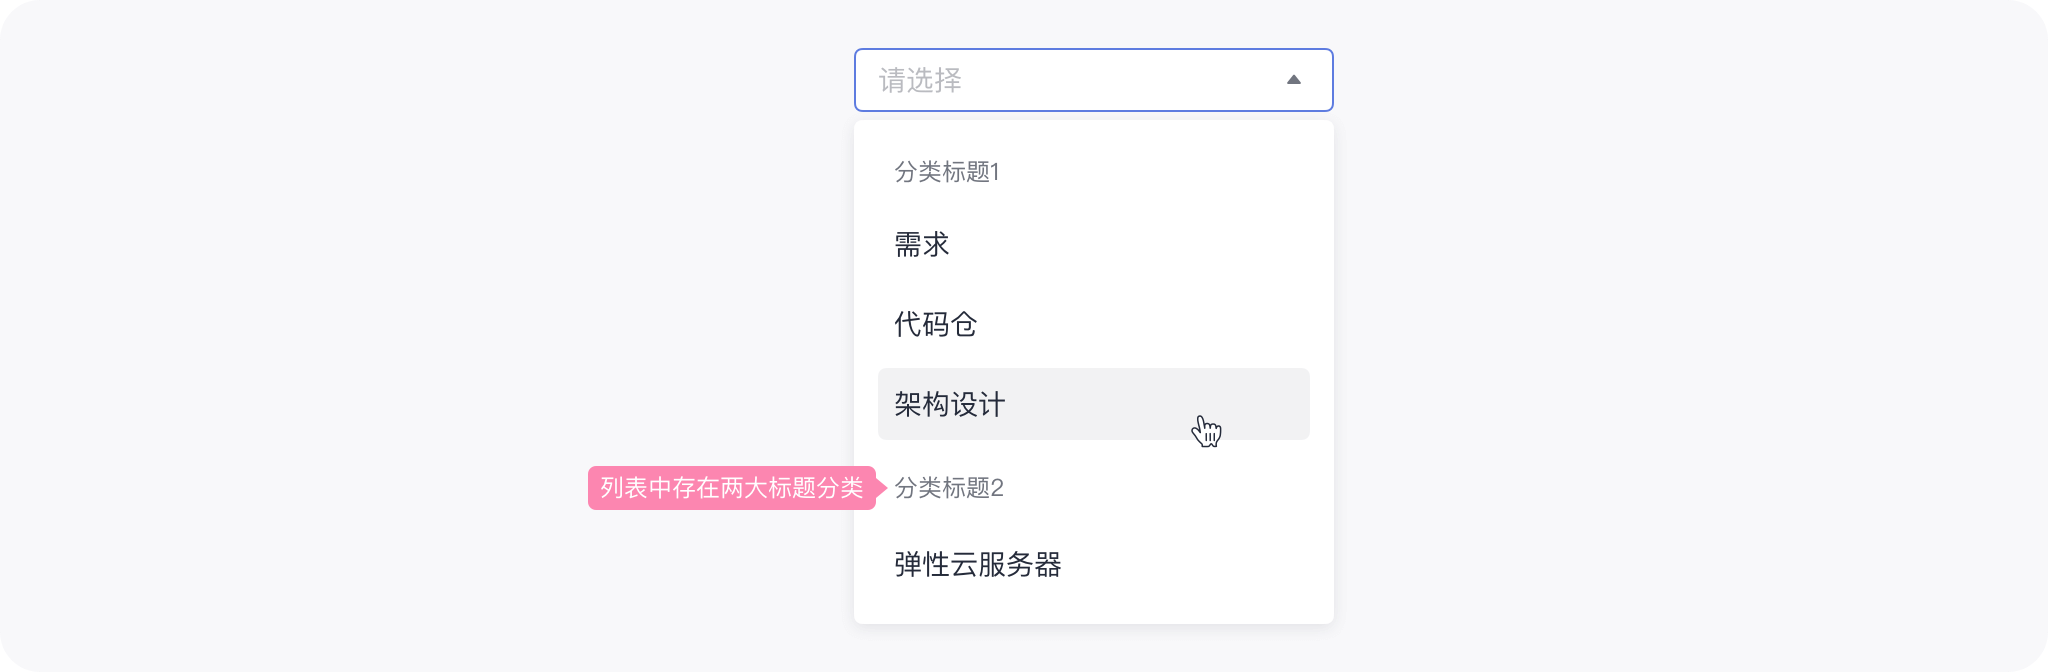 请选择
分类标题1
需求
代码仓
架构设计
列表中存在两大标题分类
分类标题2
弹性云服务器